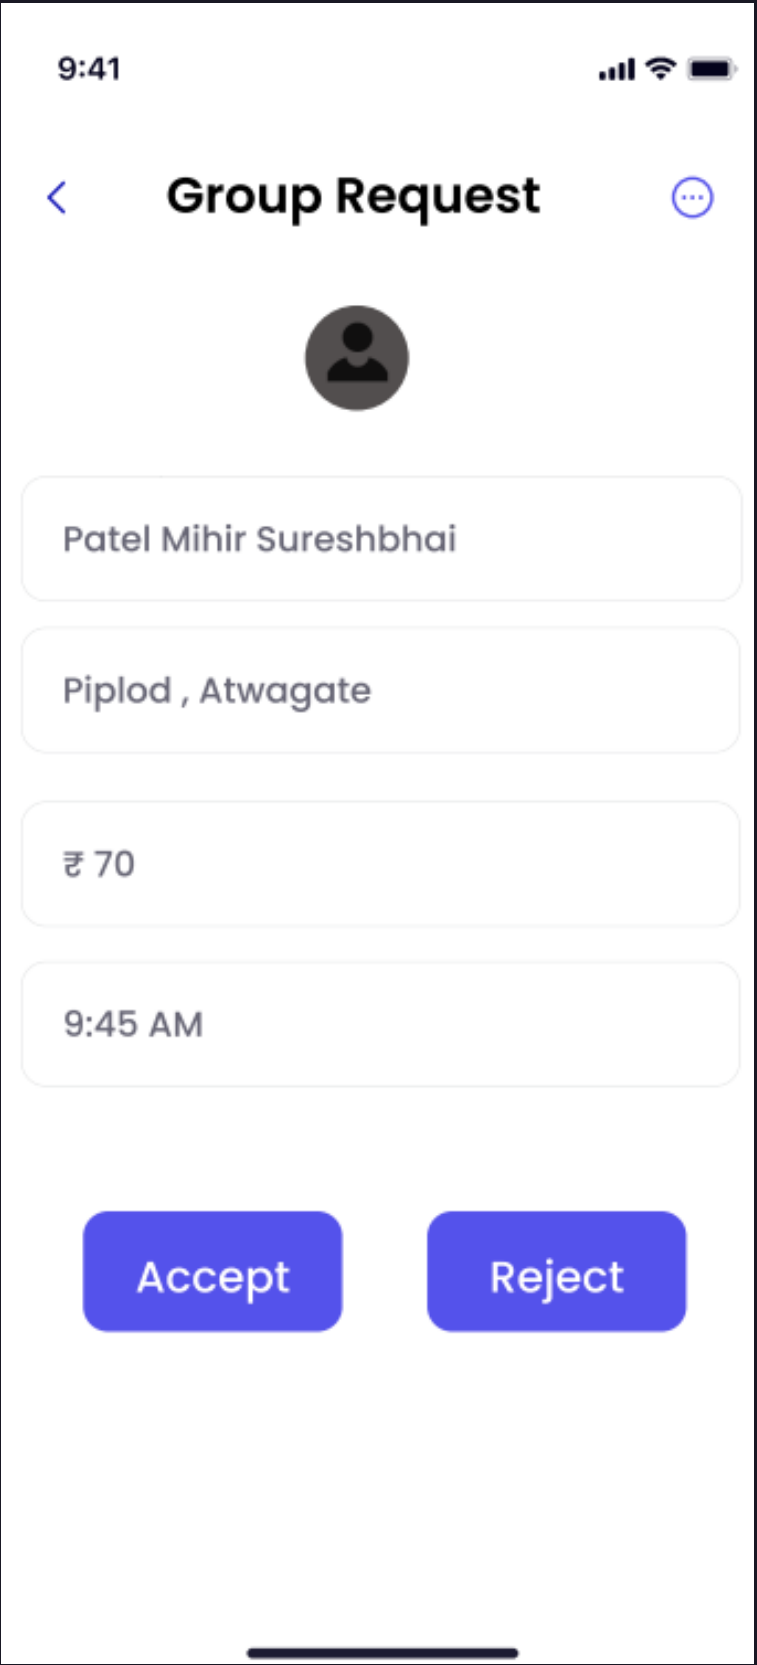 9:41
Group Request
Patel Mihir Sureshbhai
Piplod , Atwagate
₹ 70
9:45 AM
Accept
Reject